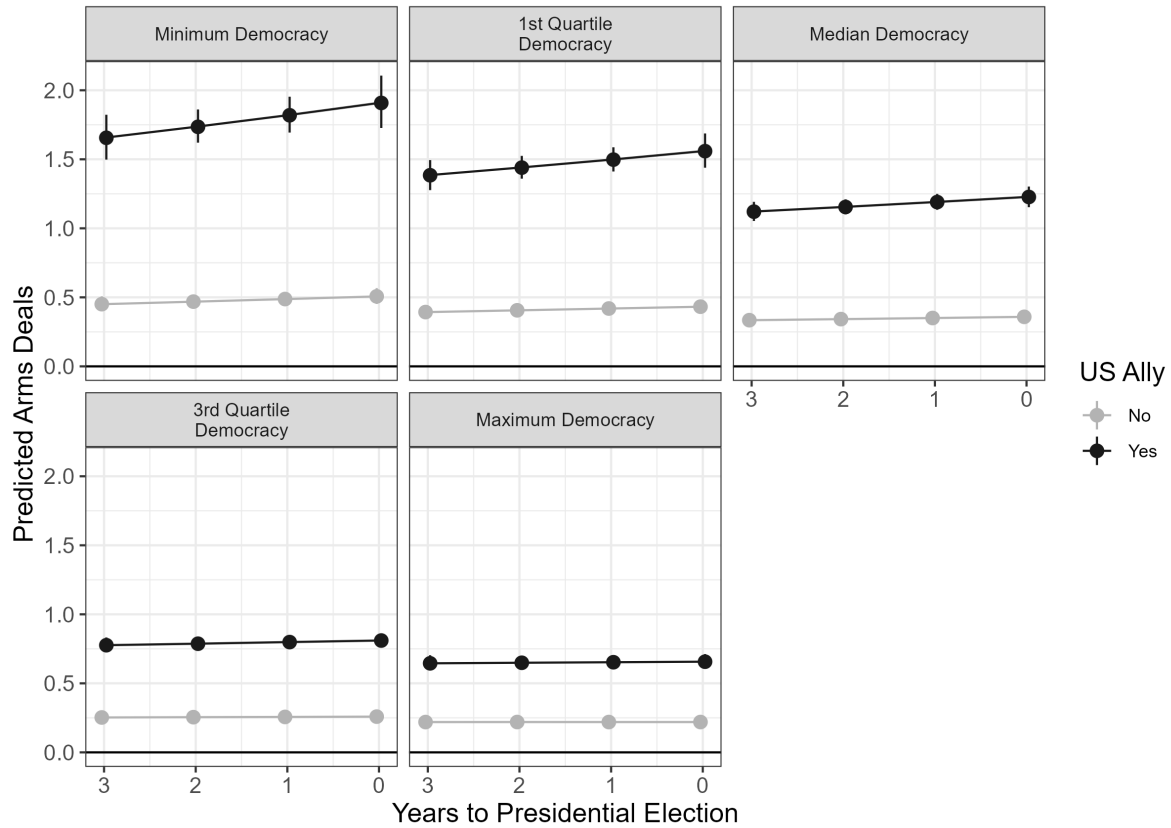 Minimum Democracy
1st Quartile
Democracy
Median Democracy
2.0
1.5
1.0
0.5
0.0
3 2 1 0
3rd Quartile
Democracy
Maximum Democracy
2.0
1.5
1.0
0.5
0.0
3 2 1 0
3 2 1 0
Predicted Arms Deals
Years to Presidential Election
US Ally
No
Yes